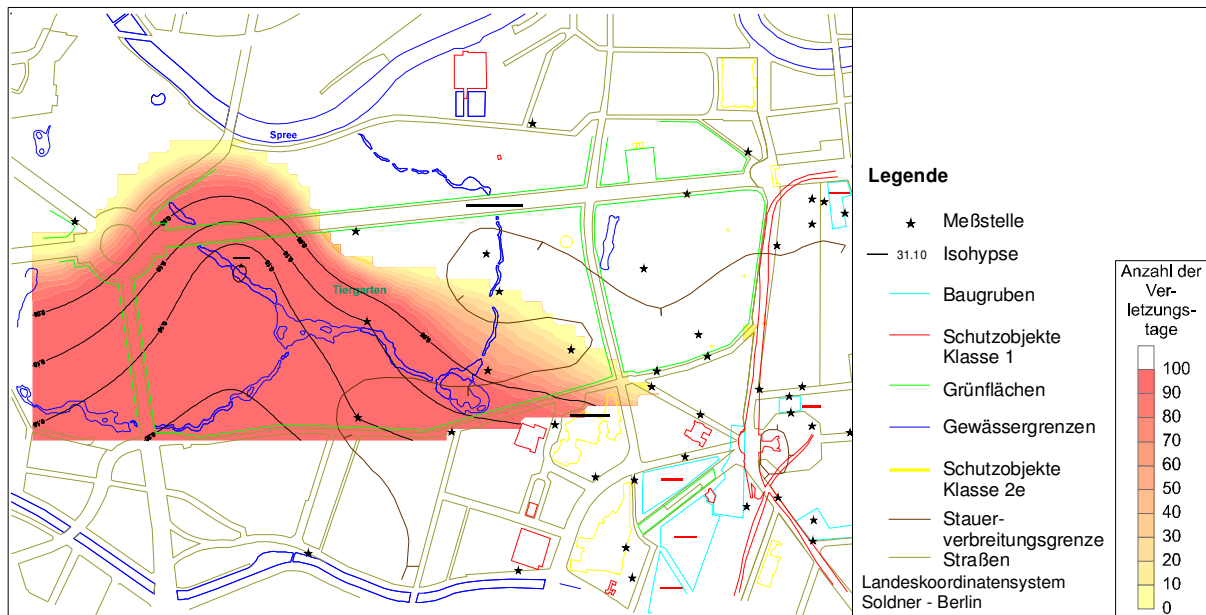 Spree
Tiergarten
Legende
Meßstelle
31.10 Isohypse
Baugruben
Schutzobjekte
Klasse 1
Grünflächen
Gewässergrenzen
Schutzobjekte
Klasse 2e
Stauer-
verbreitungsgrenze
Straßen
Landeskoordinatensystem
Soldner - Berlin
Anzahl der
Ver-
letzungs-
tage
100
90
80
70
60
50
40
30
20
10
0